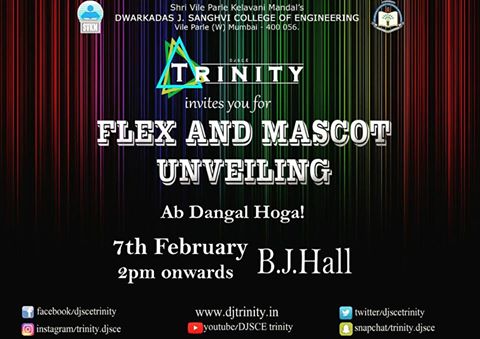 Shri Vile Parle Kelavani Mandal's
DWARKADAS J. SANGHVI COLLEGE OF ENGINEERING
Vile Parle (W) Mumbai - 400 056.
SVKM
DJSCE
TRINITY
invites you for
FLEX AND MASCOT
UNVEILING
Ab Dangal Hoga!
7th February
2pm onwards
B.J.Hall
facebook/djscetrinity
www.djtrinity.in
twitter/djscetrinity
instagram/trinity.djsce
youtube/DJSCE trinity
snapchat/trinity.djsce